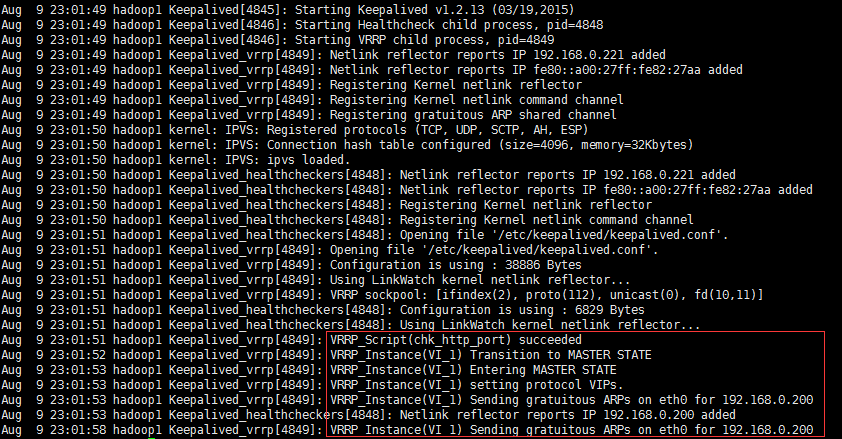 Aug  9 23:01:49 hadoop1 Keepalived[4845]: Starting Keepalived v1.2.13 (03/19,2015)
Aug  9 23:01:49 hadoop1 Keepalived[4846]: Starting Healthcheck child process, pid=4848
Aug  9 23:01:49 hadoop1 Keepalived[4846]: Starting VRRP child process, pid=4849
Aug  9 23:01:49 hadoop1 Keepalived_vrrp[4849]: Netlink reflector reports IP 192.168.0.221 added
Aug  9 23:01:49 hadoop1 Keepalived_vrrp[4849]: Netlink reflector reports IP fe80::a00:27ff:fe82:27aa added
Aug  9 23:01:49 hadoop1 Keepalived_vrrp[4849]: Registering Kernel netlink reflector
Aug  9 23:01:49 hadoop1 Keepalived_vrrp[4849]: Registering Kernel netlink command channel
Aug  9 23:01:49 hadoop1 Keepalived_vrrp[4849]: Registering gratuitous ARP shared channel
Aug  9 23:01:50 hadoop1 kernel: IPVS: Registered protocols (TCP, UDP, SCTP, AH, ESP)
Aug  9 23:01:50 hadoop1 kernel: IPVS: Connection hash table configured (size=4096, memory=32Kbytes)
Aug  9 23:01:50 hadoop1 kernel: IPVS: ipvs loaded.
Aug  9 23:01:50 hadoop1 Keepalived_healthcheckers[4848]: Netlink reflector reports IP 192.168.0.221 added
Aug  9 23:01:50 hadoop1 Keepalived_healthcheckers[4848]: Netlink reflector reports IP fe80::a00:27ff:fe82:27aa added
Aug  9 23:01:50 hadoop1 Keepalived_healthcheckers[4848]: Registering Kernel netlink reflector
Aug  9 23:01:50 hadoop1 Keepalived_healthcheckers[4848]: Registering Kernel netlink command channel
Aug  9 23:01:51 hadoop1 Keepalived_healthcheckers[4848]: Opening file '/etc/keepalived/keepalived.conf'.
Aug  9 23:01:51 hadoop1 Keepalived_vrrp[4849]: Opening file '/etc/keepalived/keepalived.conf'.
Aug  9 23:01:51 hadoop1 Keepalived_vrrp[4849]: Configuration is using : 38886 Bytes
Aug  9 23:01:51 hadoop1 Keepalived_vrrp[4849]: Using LinkWatch kernel netlink reflector...
Aug  9 23:01:51 hadoop1 Keepalived_vrrp[4849]: VRRP sockpool: [ifindex(2), proto(112), unicast(0), fd(10,11)]
Aug  9 23:01:51 hadoop1 Keepalived_healthcheckers[4848]: Configuration is using : 6829 Bytes
Aug  9 23:01:51 hadoop1 Keepalived_healthcheckers[4848]: Using LinkWatch kernel netlink reflector...
Aug  9 23:01:51 hadoop1 Keepalived_vrrp[4849]: VRRP_Script(chk_http_port) succeeded
Aug  9 23:01:52 hadoop1 Keepalived_vrrp[4849]: VRRP_Instance(VI_1) Transition to MASTER STATE
Aug  9 23:01:53 hadoop1 Keepalived_vrrp[4849]: VRRP_Instance(VI_1) Entering MASTER STATE
Aug  9 23:01:53 hadoop1 Keepalived_vrrp[4849]: VRRP_Instance(VI_1) setting protocol VIPs.
Aug  9 23:01:53 hadoop1 Keepalived_vrrp[4849]: VRRP_Instance(VI_1) Sending gratuitous ARPs on eth0 for 192.168.0.200
Aug  9 23:01:53 hadoop1 Keepalived_healthcheckers[4848]: Netlink reflector reports IP 192.168.0.200 added
Aug  9 23:01:58 hadoop1 Keepalived_vrrp[4849]: VRRP_Instance(VI_1) Sending gratuitous ARPs on eth0 for 192.168.0.200